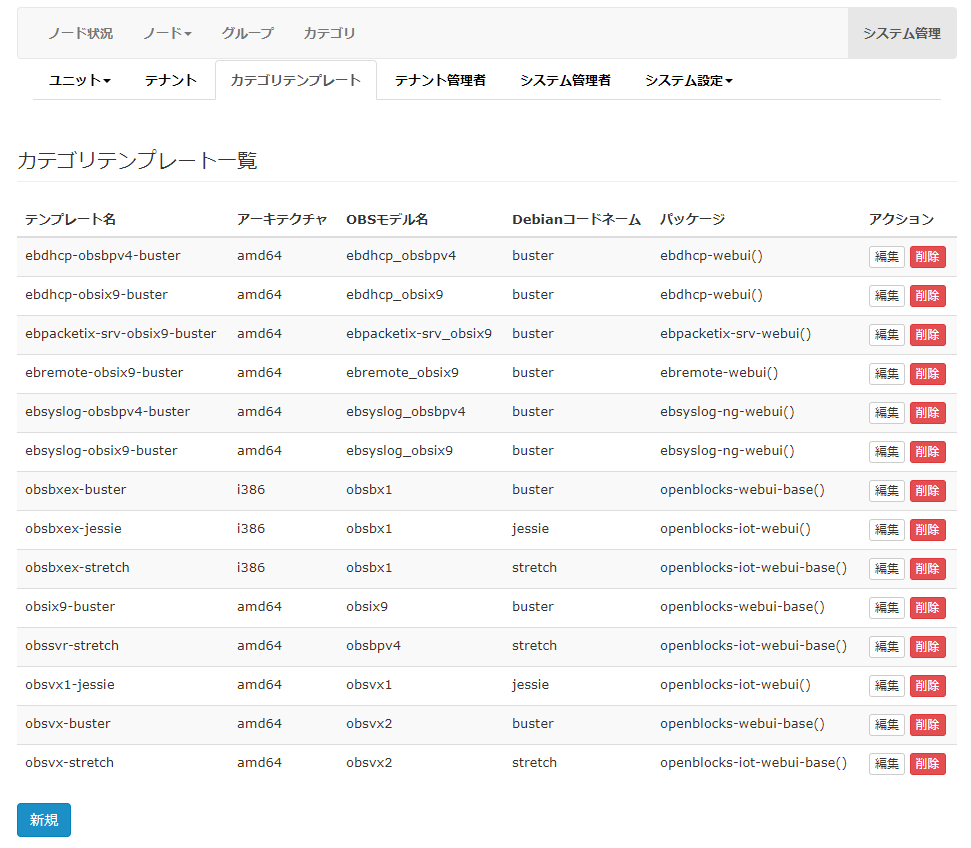 ノード状況 ノード グループ カテゴリ システム管理
ユニット テナント カテゴリテンプレート テナント管理者 システム管理者 システム設定
カテゴリテンプレート一覧
テンプレート名 アーキテクチャ OBSモデル名 Debianコードネーム パッケージ アクション
ebdhcp-obsbpv4-buster amd64 ebdhcp_obsbpv4 buster ebdhcp-webui() 編集 削除
ebdhcp-obsix9-buster amd64 ebdhcp_obsix9 buster ebdhcp-webui() 編集 削除
ebpacketix-srv-obsix9-buster amd64 ebpacketix-srv_obsix9 buster ebpacketix-srv-webui() 編集 削除
ebremote-obsix9-buster amd64 ebremote_obsix9 buster ebremote-webui() 編集 削除
ebsyslog-obsbpv4-buster amd64 ebsyslog_obsbpv4 buster ebsyslog-ng-webui() 編集 削除
ebsyslog-obsix9-buster amd64 ebsyslog_obsix9 buster ebsyslog-ng-webui() 編集 削除
obsbxex-buster i386 obsbx1 buster openblocks-webui-base() 編集 削除
obsbxex-jessie i386 obsbx1 jessie openblocks-iot-webui() 編集 削除
obsbxex-stretch i386 obsbx1 stretch openblocks-iot-webui-base() 編集 削除
obsix9-buster amd64 obsix9 buster openblocks-webui-base() 編集 削除
obssvr-stretch amd64 obsbpv4 stretch openblocks-iot-webui-base() 編集 削除
obsvx1-jessie amd64 obsvx1 jessie openblocks-iot-webui() 編集 削除
obsvx-buster amd64 obsvx2 buster openblocks-webui-base() 編集 削除
obsvx-stretch amd64 obsvx2 stretch openblocks-iot-webui-base() 編集 削除
新規